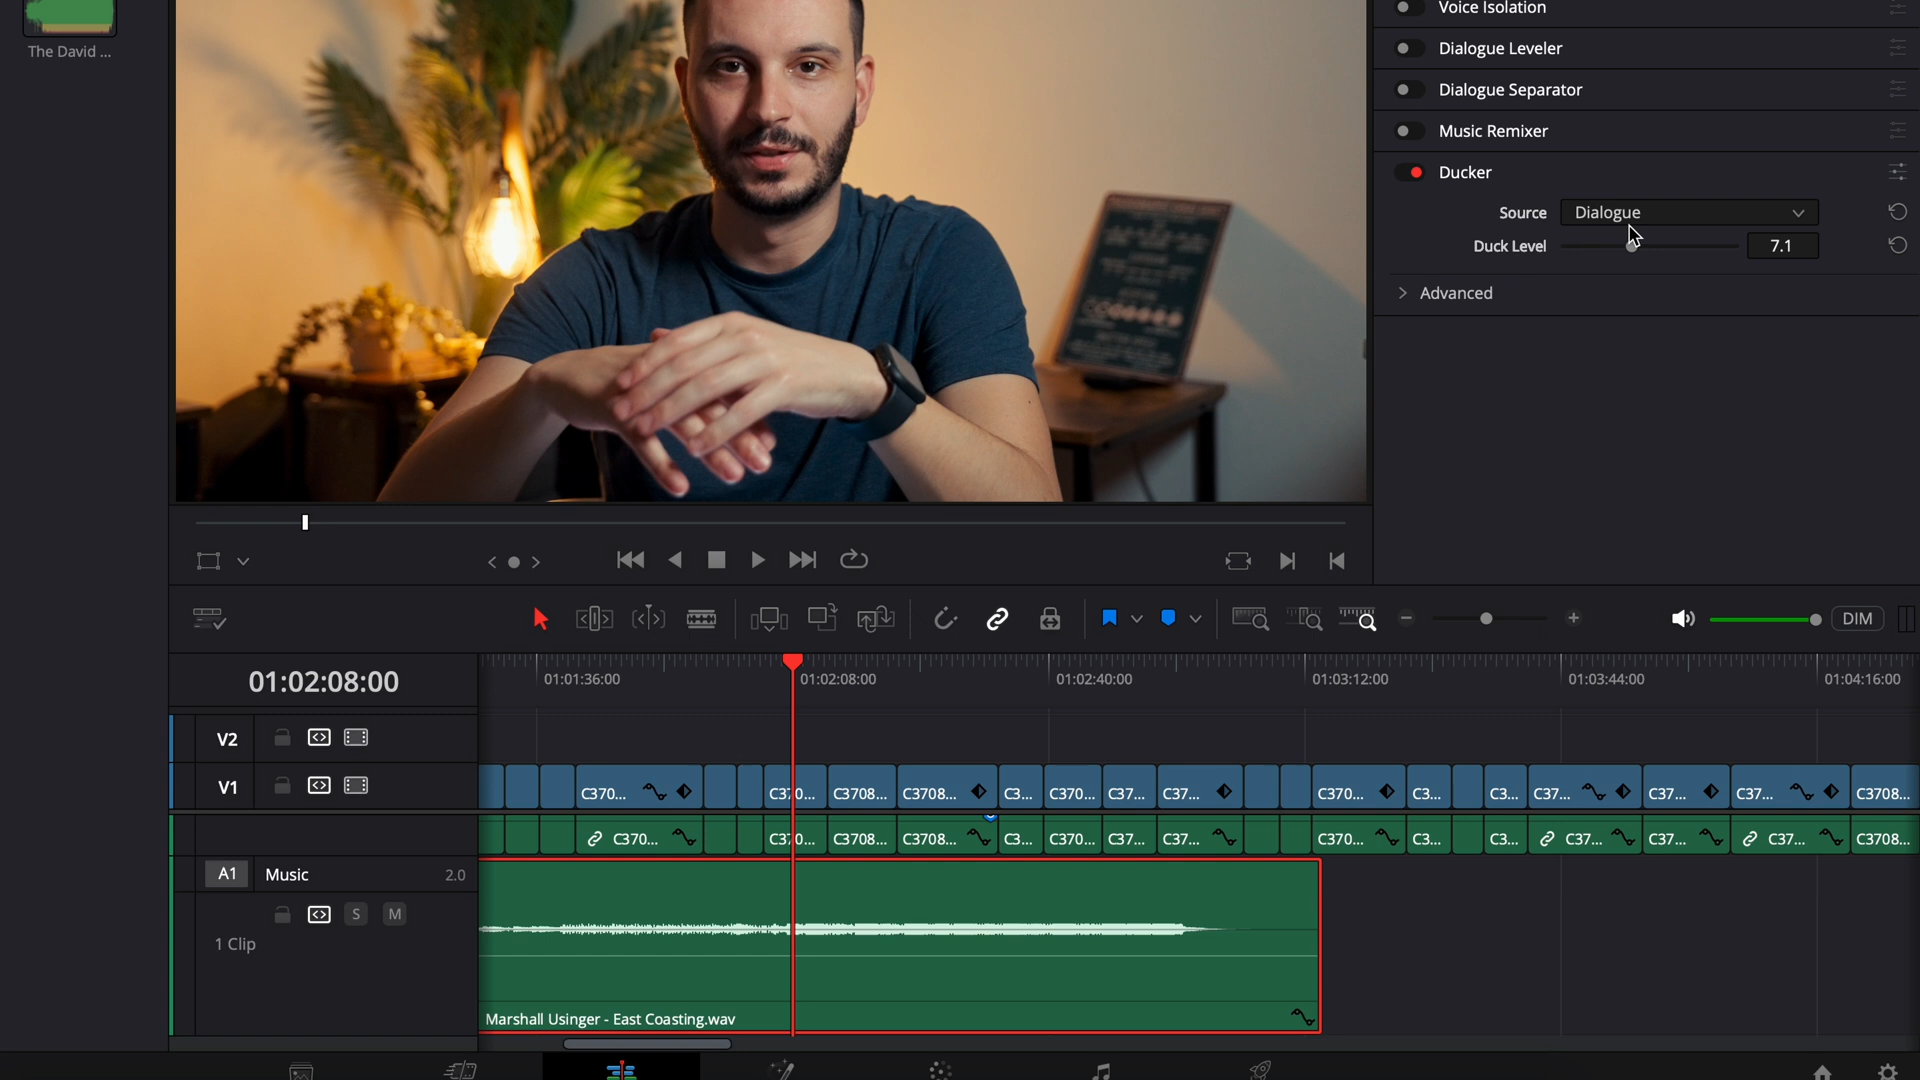 The David ...
Voice Isolation
Dialogue Leveler
Dialogue Separator
Music Remixer
Ducker
Source Dialogue
Duck Level 7.1
Advanced
DIM
01:02:08:00
01:01:36:00 01:02:08:00 01:02:40:00 01:03:12:00 01:03:44:00 01:04:16:00
V2
V1
C370... C370... C3708... C3708... C3... C370... C37... C37... C370... C3... C3... C37... C37... C37... C3708...
C370... C370... C3708... C3708... C3... C370... C37... C37... C370... C3... C3... C37... C37... C37... C3708...
A1 Music 2.0
S M
1 Clip
Marshall Usinger - East Coasting.wav